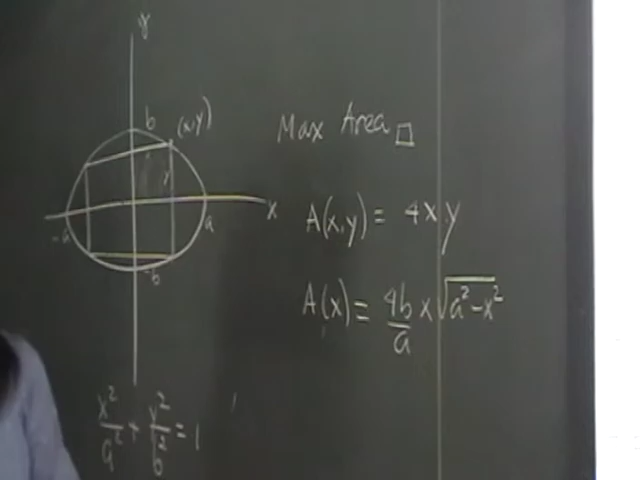 y
b
(x,y)
y
-a
a
x
-b
Max Area □
A(x,y) = 4xy
A(x) = 4b/a x √(a² - x²)
x²/a² + y²/b² = 1